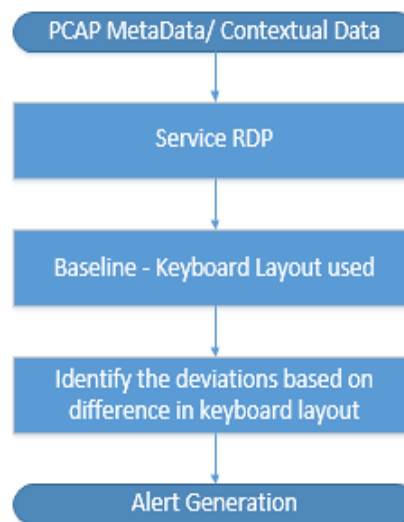 PCAP MetaData/ Contextual Data
Service RDP
Baseline - Keyboard Layout used
Identify the deviations based on
difference in keyboard layout
Alert Generation